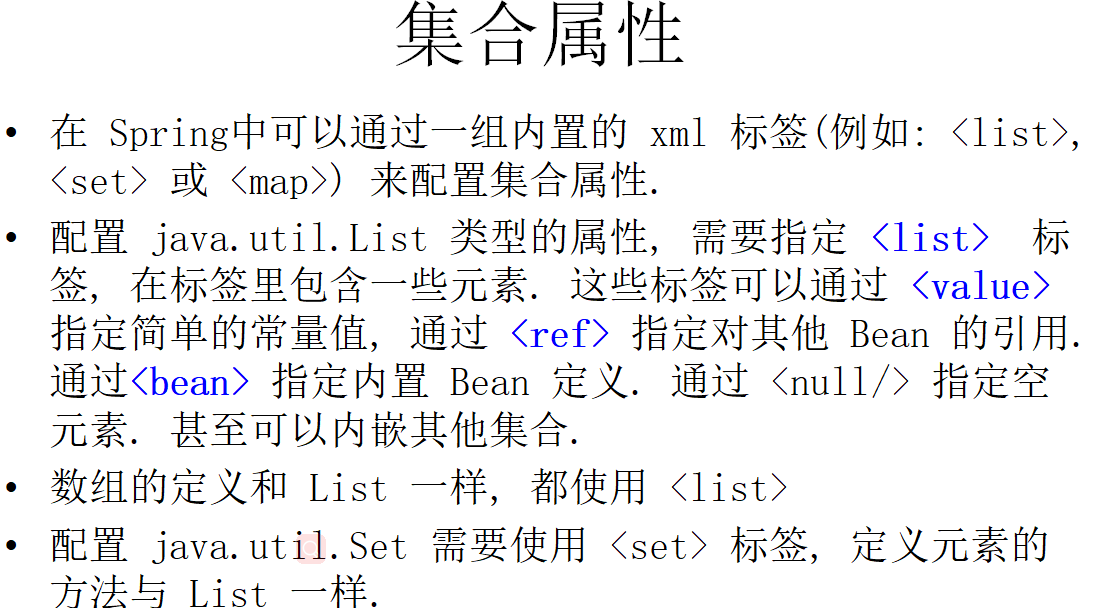 集合属性
• 在 Spring中可以通过一组内置的 xml 标签(例如: <list>,
<set> 或 <map>) 来配置集合属性.
• 配置 java.util.List 类型的属性, 需要指定 <list> 标
签, 在标签里包含一些元素. 这些标签可以通过 <value>
指定简单的常量值, 通过 <ref> 指定对其他 Bean 的引用.
通过<bean> 指定内置 Bean 定义. 通过 <null/> 指定空
元素. 甚至可以内嵌其他集合.
• 数组的定义和 List 一样, 都使用 <list>
• 配置 java.util.Set 需要使用 <set> 标签, 定义元素的
方法与 List 一样.